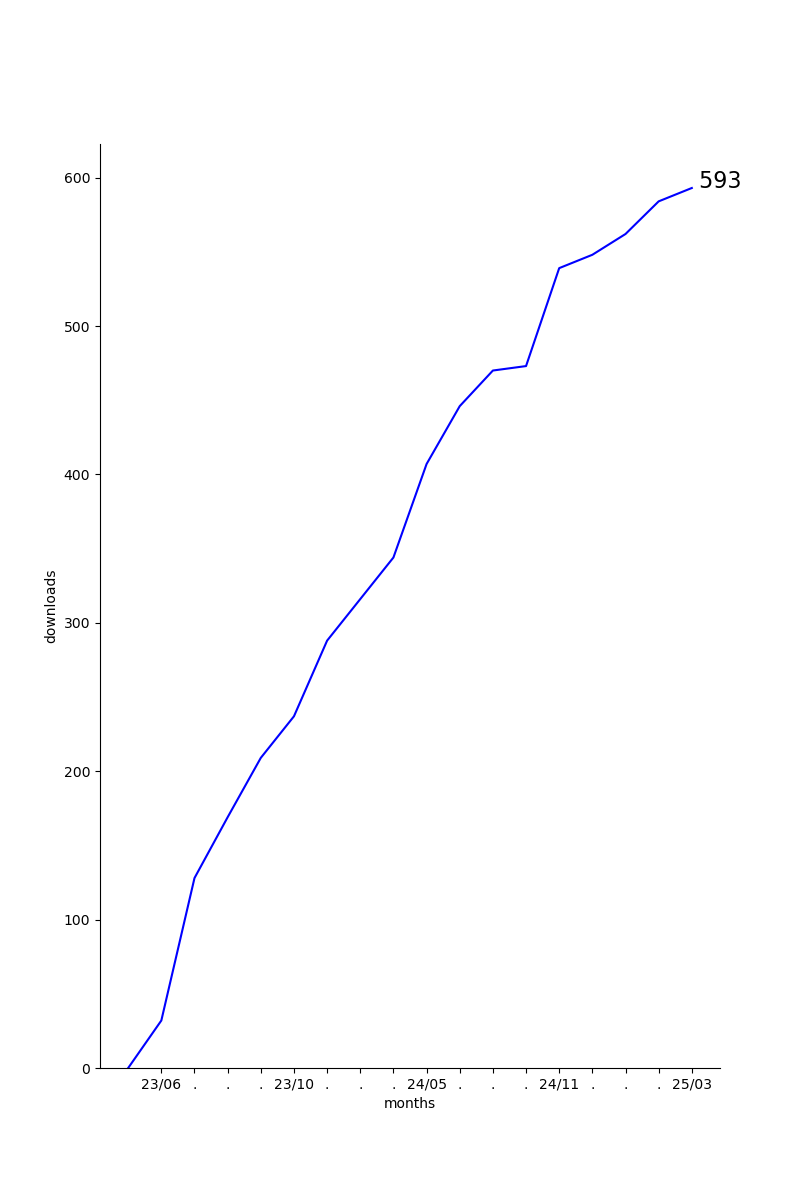 593
600
500
400
300
200
100
0
downloads
23/06 . . . 23/10 . . . 24/05 . . . 24/11 . . . 25/03
months